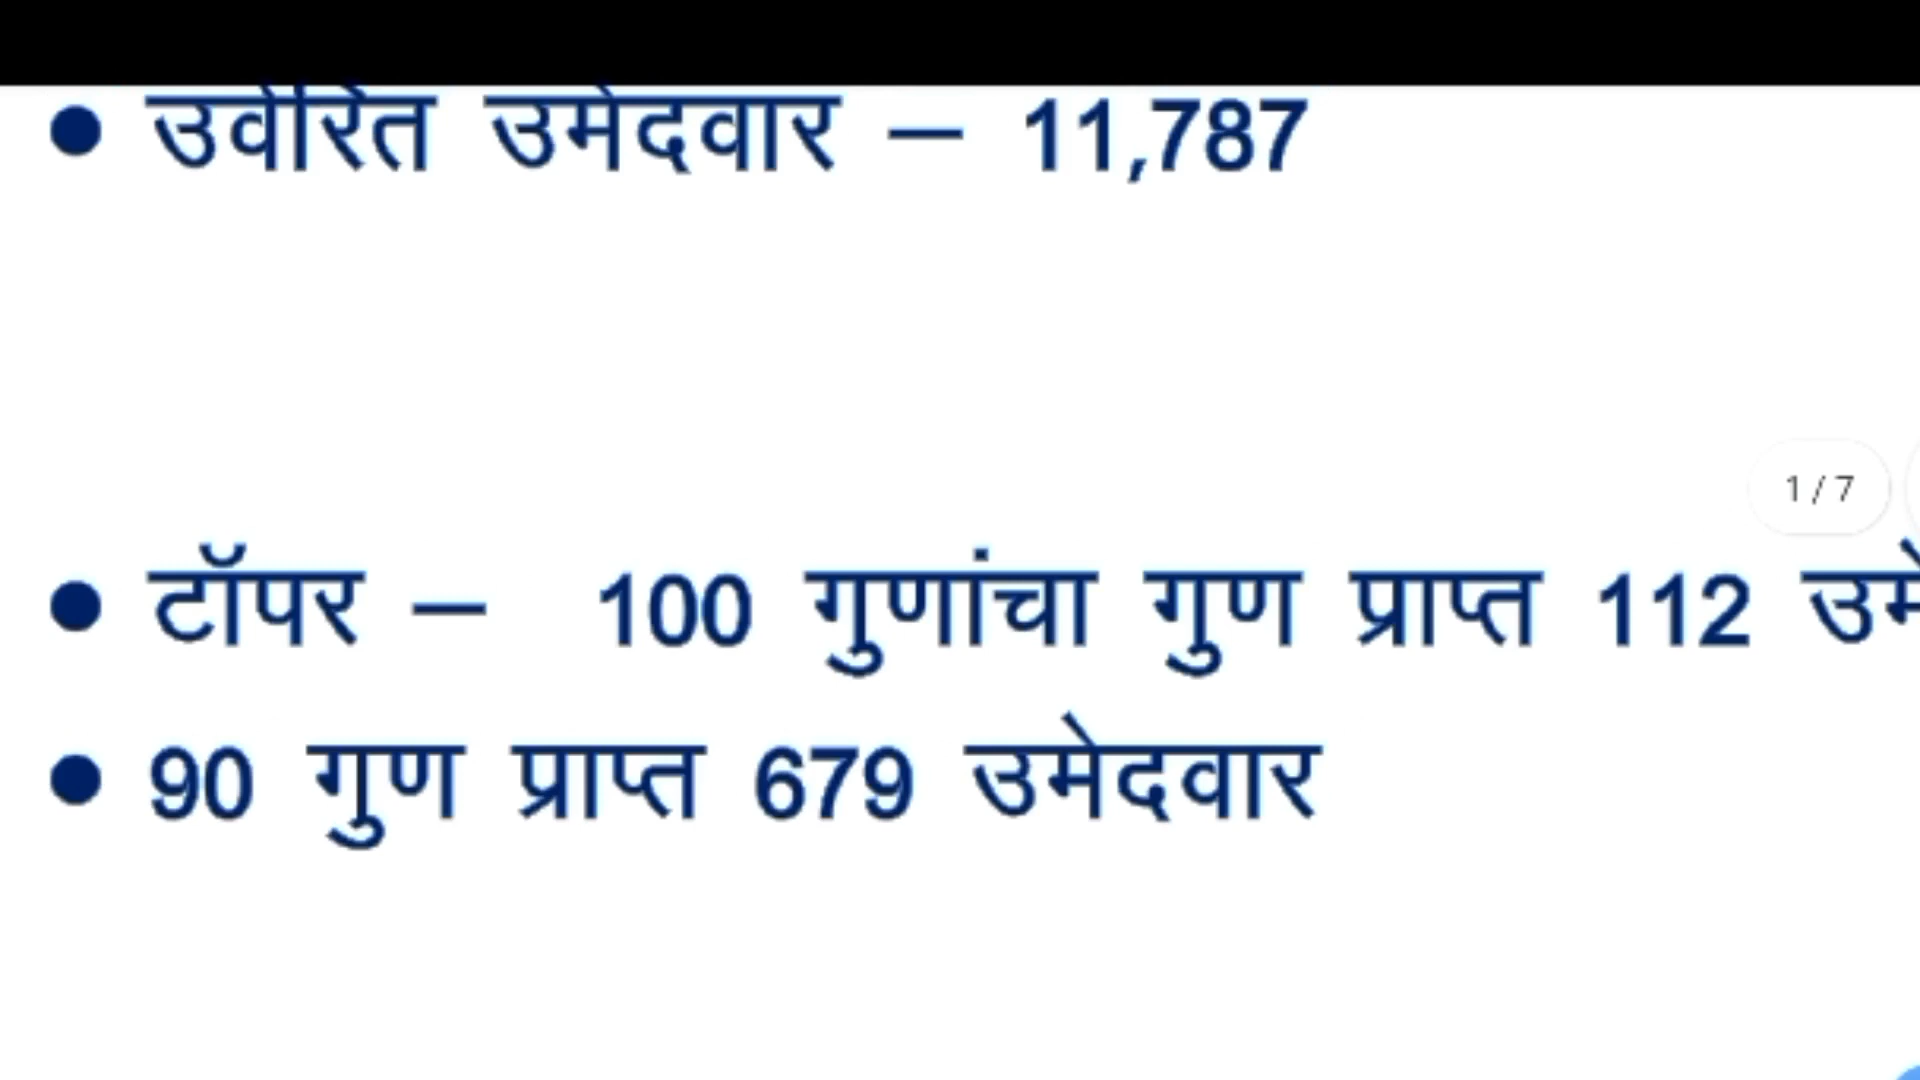 • उर्वरित उमेदवार – 11,787
1 / 7
• टॉपर – 100 गुणांचा गुण प्राप्त 112
• 90 गुण प्राप्त 679 उमेदवार